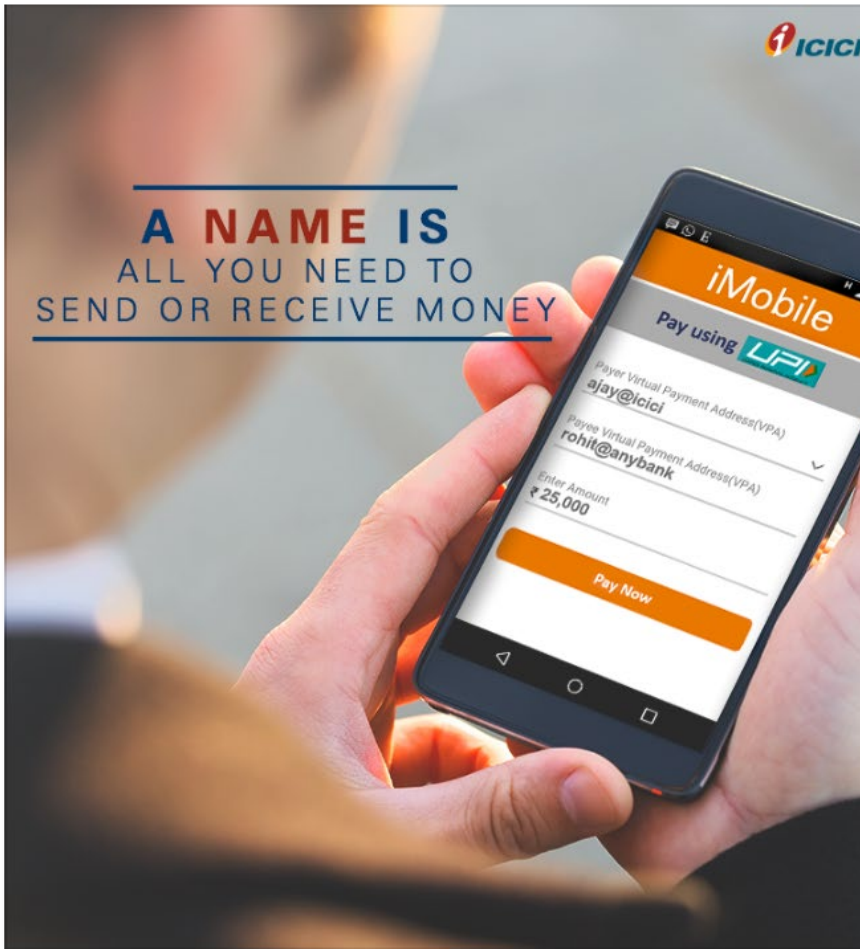 ICICI
A NAME IS
ALL YOU NEED TO
SEND OR RECEIVE MONEY
E
H
iMobile
Pay using UPI
Payer Virtual Payment Address(VPA)
ajay@icici
Payee Virtual Payment Address(VPA)
rohit@anybank
Enter Amount
₹ 25,000
Pay Now